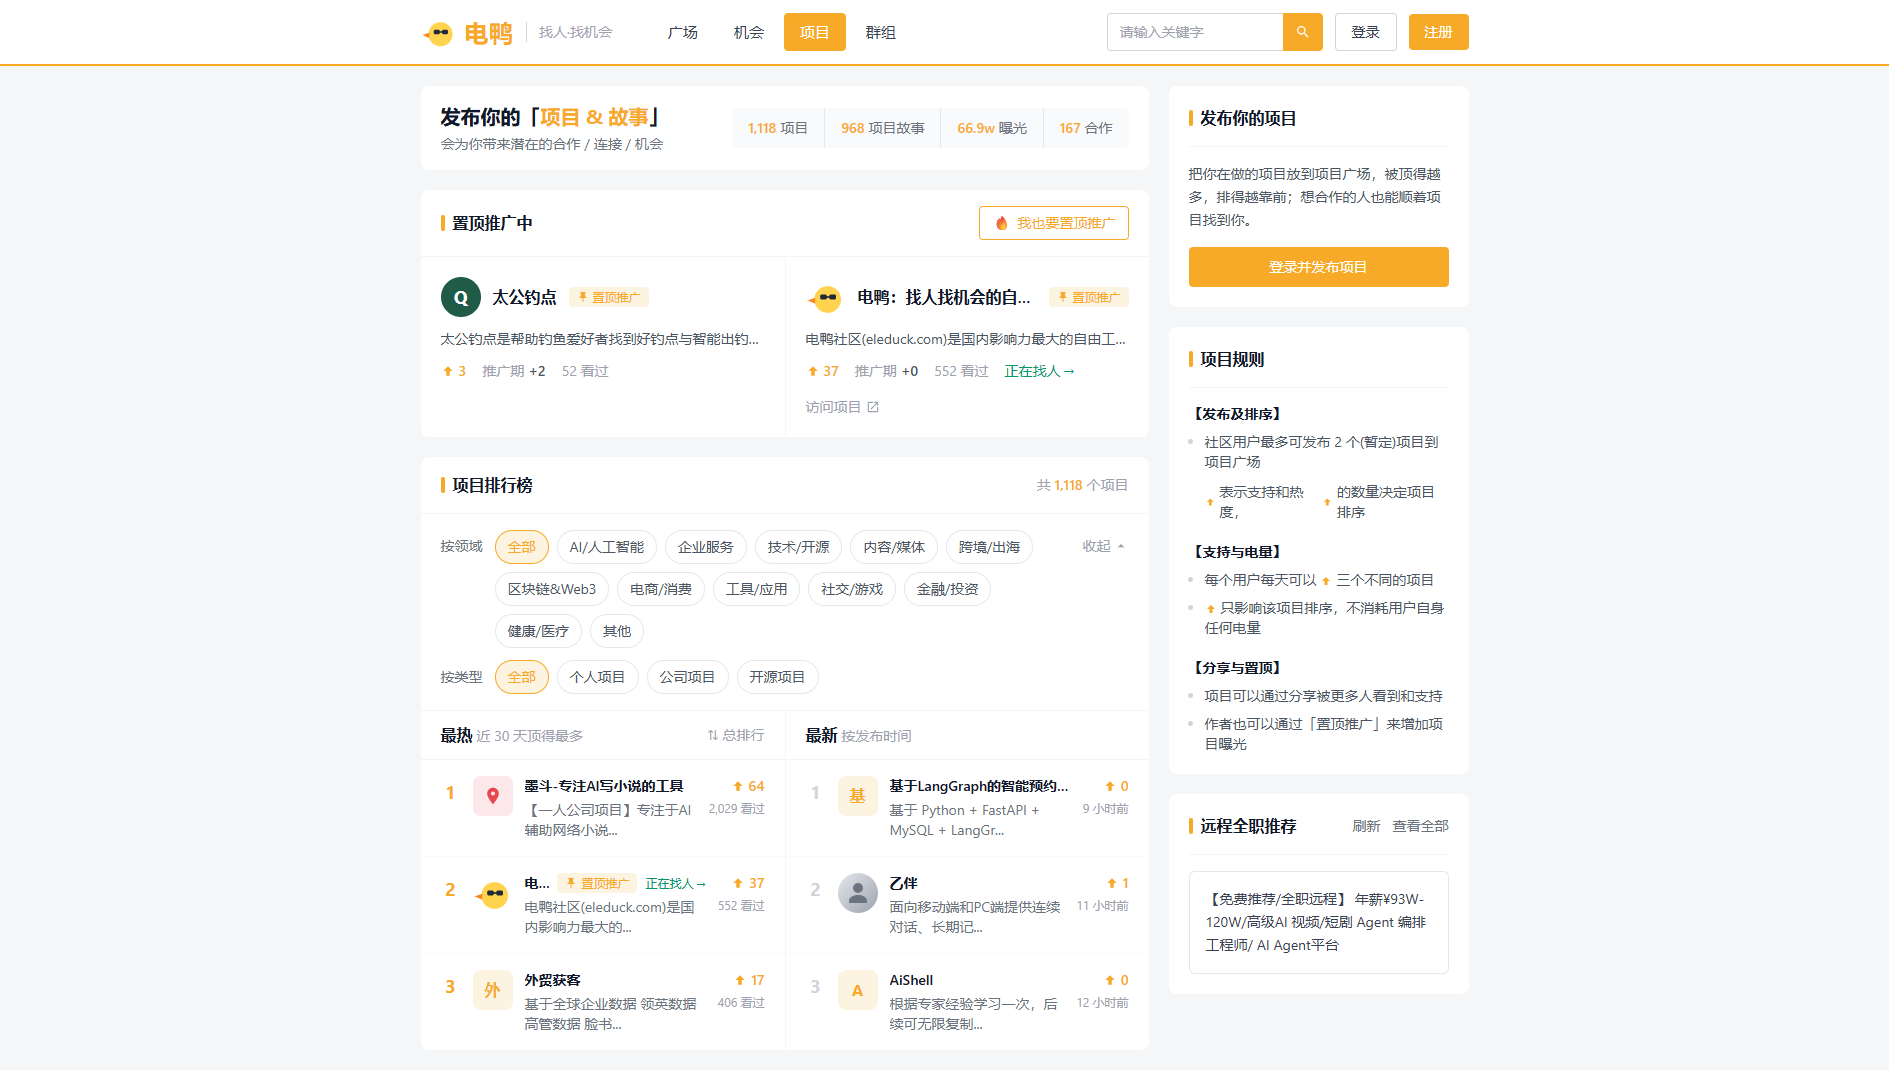 电鸭
找人·找机会
广场
机会
项目
群组
请输入关键字
登录
注册
发布你的「项目 & 故事」
会为你带来潜在的合作 / 连接 / 机会
1,118 项目
968 项目故事
66.9w 曝光
167 合作
置顶推广中
我也要置顶推广
Q
太公钓点
置顶推广
太公钓点是帮助钓鱼爱好者找到好钓点与智能出钓...
3
推广期 +2
52 看过
电鸭：找人找机会的自...
置顶推广
电鸭社区(eleduck.com)是国内影响力最大的自由工...
37
推广期 +0
552 看过
正在找人→
访问项目
项目排行榜
共 1,118 个项目
按领域
全部
AI/人工智能
企业服务
技术/开源
内容/媒体
跨境/出海
收起
区块链&Web3
电商/消费
工具/应用
社交/游戏
金融/投资
健康/医疗
其他
按类型
全部
个人项目
公司项目
开源项目
最热 近 30 天顶得最多
总排行
1
墨斗-专注AI写小说的工具
64
【一人公司项目】专注于AI
辅助网络小说...
2,029 看过
2
电...
置顶推广
正在找人→
37
电鸭社区(eleduck.com)是国
内影响力最大的...
552 看过
3
外
外贸获客
17
基于全球企业数据 领英数据
高管数据 脸书...
406 看过
最新 按发布时间
1
基
基于LangGraph的智能预约...
0
基于 Python + FastAPI +
MySQL + LangGr...
9 小时前
2
乙伴
1
面向移动端和PC端提供连续
对话、长期记...
11 小时前
3
A
AiShell
0
根据专家经验学习一次，后
续可无限复制...
12 小时前
发布你的项目
把你在做的项目放到项目广场，被顶得越
多，排得越靠前；想合作的人也能顺着项
目找到你。
登录并发布项目
项目规则
【发布及排序】
社区用户最多可发布 2 个(暂定)项目到
项目广场
表示支持和热
度，
的数量决定项目
排序
【支持与电量】
每个用户每天可以 三个不同的项目
只影响该项目排序，不消耗用户自身
任何电量
【分享与置顶】
项目可以通过分享被更多人看到和支持
作者也可以通过「置顶推广」来增加项
目曝光
远程全职推荐
刷新
查看全部
【免费推荐/全职远程】 年薪¥93W-
120W/高级AI 视频/短剧 Agent 编排
工程师/ AI Agent平台